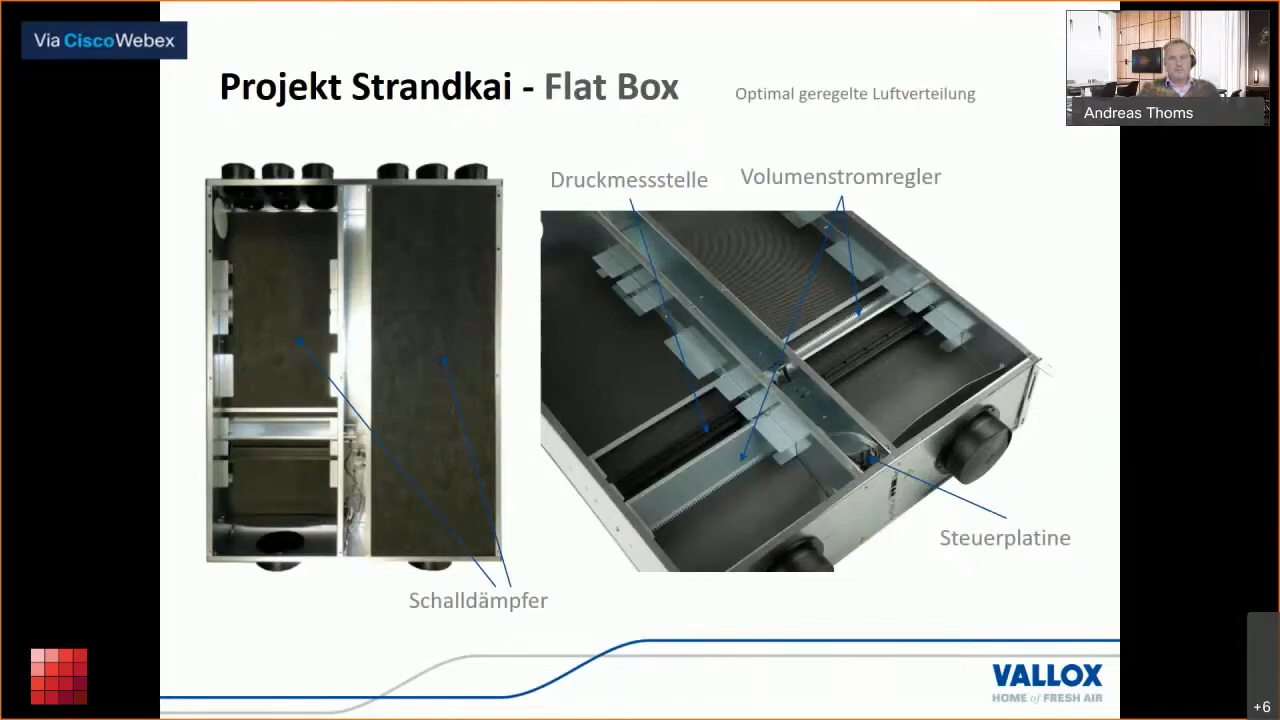 Via CiscoWebex
Projekt Strandkai - Flat Box
Optimal geregelte Luftverteilung
Andreas Thoms
Druckmessstelle
Volumenstromregler
Steuerplatine
Schalldämpfer
VALLOX
HOME of FRESH AIR
+6